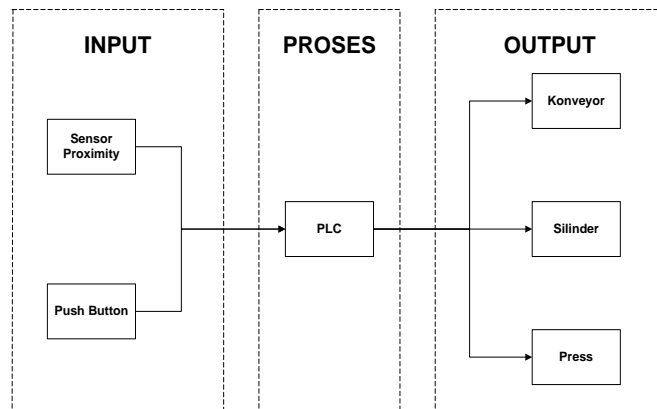 INPUT
PROSES
OUTPUT
Sensor
Proximity
Push Button
PLC
Konveyor
Silinder
Press